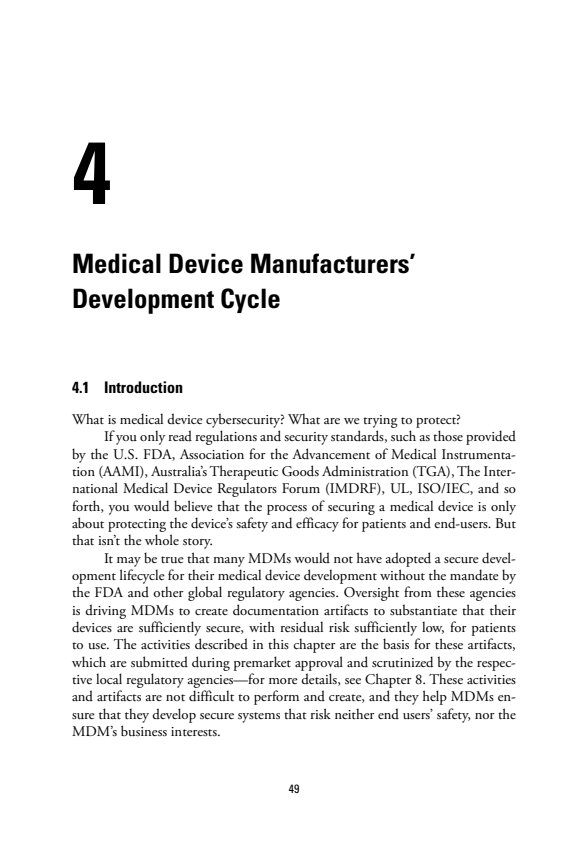 4
Medical Device Manufacturers’
Development Cycle
4.1 Introduction
What is medical device cybersecurity? What are we trying to protect?
If you only read regulations and security standards, such as those provided
by the U.S. FDA, Association for the Advancement of Medical Instrumenta-
tion (AAMI), Australia’s Therapeutic Goods Administration (TGA), The Inter-
national Medical Device Regulators Forum (IMDRF), UL, ISO/IEC, and so
forth, you would believe that the process of securing a medical device is only
about protecting the device’s safety and efficacy for patients and end-users. But
that isn’t the whole story.
It may be true that many MDMs would not have adopted a secure devel-
opment lifecycle for their medical device development without the mandate by
the FDA and other global regulatory agencies. Oversight from these agencies
is driving MDMs to create documentation artifacts to substantiate that their
devices are sufficiently secure, with residual risk sufficiently low, for patients
to use. The activities described in this chapter are the basis for these artifacts,
which are submitted during premarket approval and scrutinized by the respec-
tive local regulatory agencies—for more details, see Chapter 8. These activities
and artifacts are not difficult to perform and create, and they help MDMs en-
sure that they develop secure systems that risk neither end users’ safety, nor the
MDM’s business interests.
49